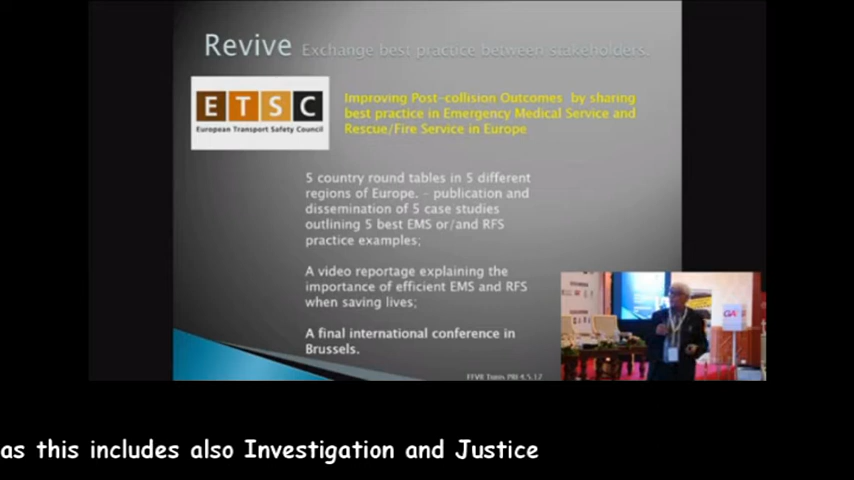 Revive Exchange best practice between stakeholders.
ETSC
European Transport Safety Council
Improving Post-collision Outcomes by sharing
best practice in Emergency Medical Service and
Rescue/Fire Service in Europe
5 country round tables in 5 different
regions of Europe. – publication and
dissemination of 5 case studies
outlining 5 best EMS or/and RFS
practice examples;
A video reportage explaining the
importance of efficient EMS and RFS
when saving lives;
A final international conference in
Brussels.
as this includes also Investigation and Justice